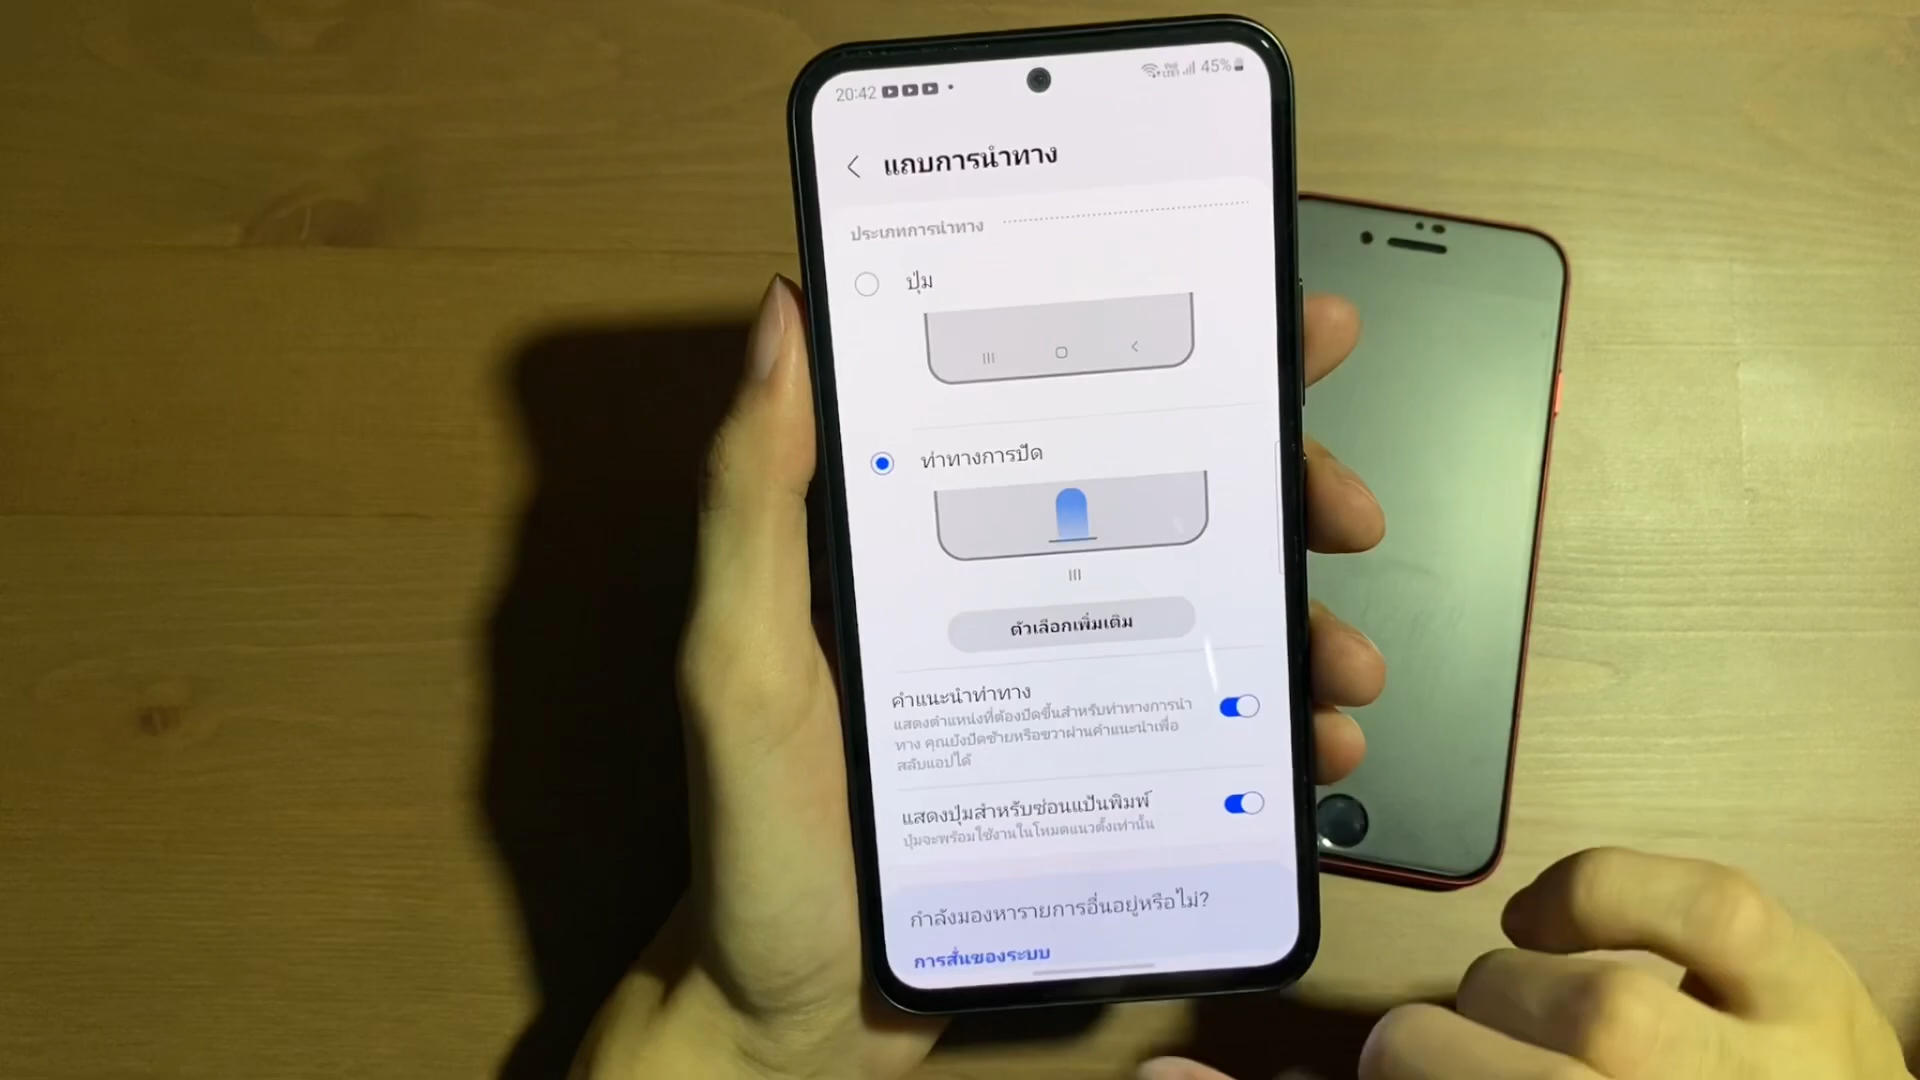 20:42
45%
แถบการนำทาง
ประเภทการนำทาง
ปุ่ม
ท่าทางการปัด
ตัวเลือกเพิ่มเติม
คำแนะนำท่าทาง
แสดงตำแหน่งที่ต้องปัดขึ้นสำหรับท่าทางการนำ
ทาง คุณยังปัดซ้ายหรือขวาผ่านคำแนะนำเพื่อ
สลับแอปได้
แสดงปุ่มสำหรับซ่อนแป้นพิมพ์
ปุ่มจะพร้อมใช้งานในโหมดแนวตั้งเท่านั้น
กำลังมองหารายการอื่นอยู่หรือไม่?
การสั่นของระบบ